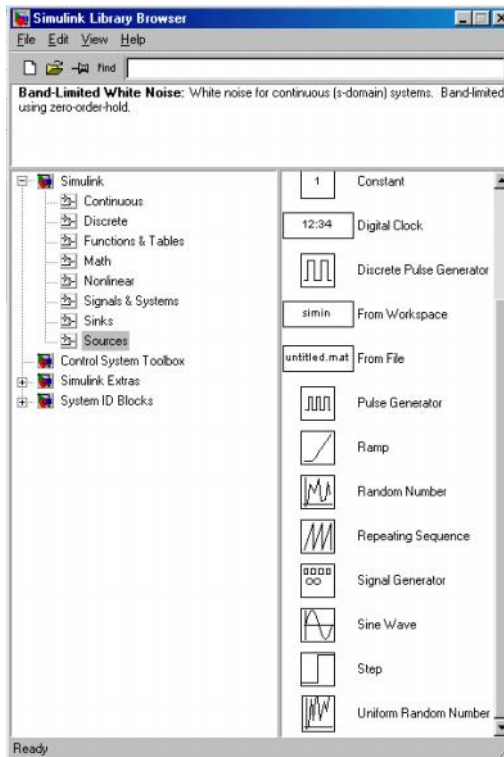 Simulink Library Browser
File Edit View Help
Find
Band-Limited White Noise: White noise for continuous (s-domain) systems. Band-limited
using zero-order-hold.
Simulink
Continuous
Discrete
Functions & Tables
Math
Nonlinear
Signals & Systems
Sinks
Sources
Control System Toolbox
Simulink Extras
System ID Blocks
1 Constant
12:34 Digital Clock
Discrete Pulse Generator
simin From Workspace
untitled.mat From File
Pulse Generator
Ramp
Random Number
Repeating Sequence
Signal Generator
Sine Wave
Step
Uniform Random Number
Ready